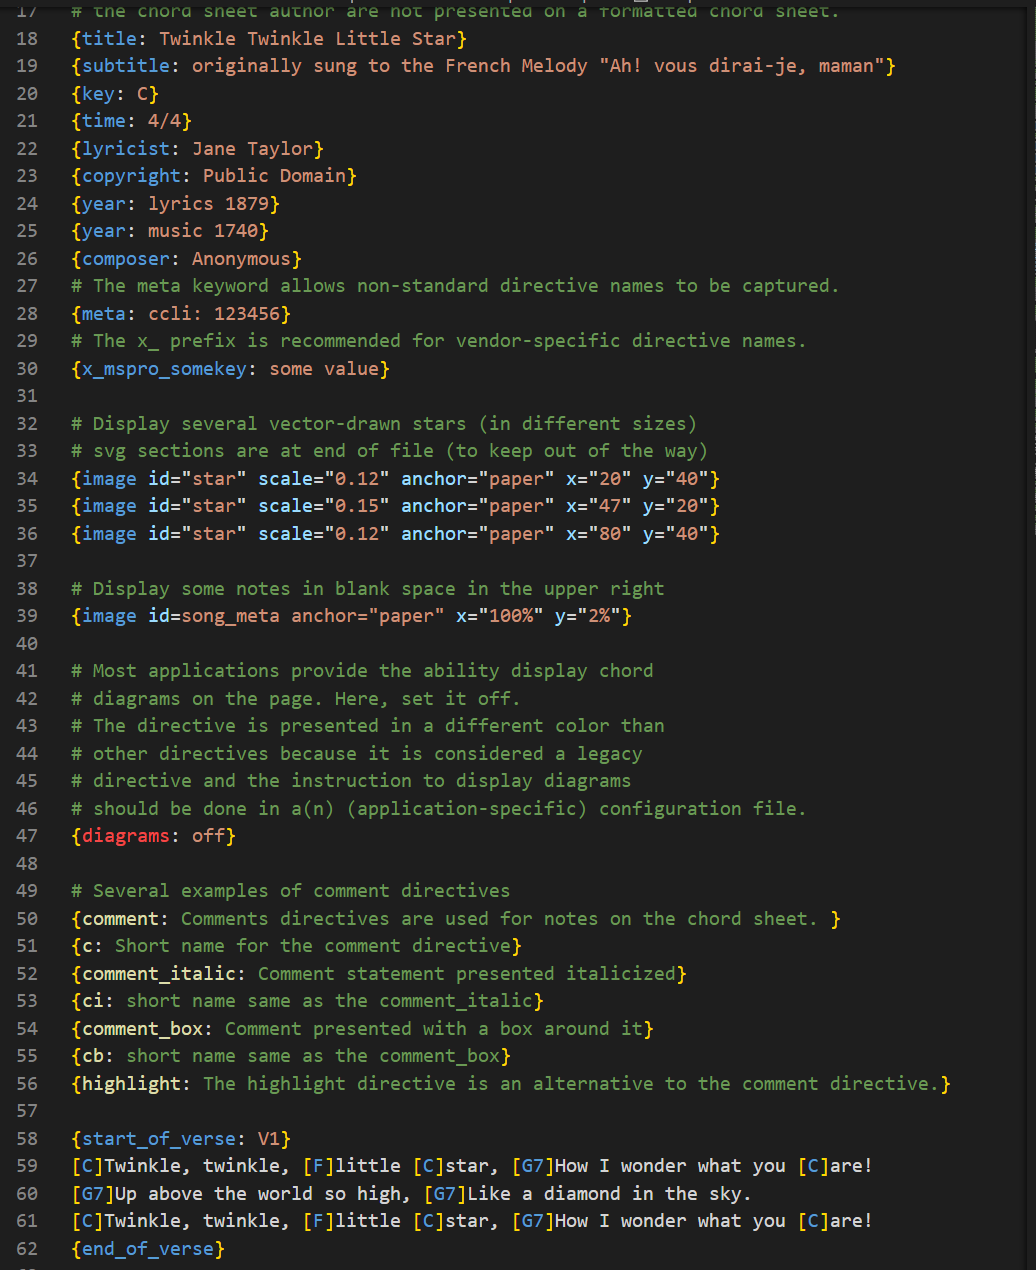 17 # the chord sheet author are not presented on a formatted chord sheet.
18 {title: Twinkle Twinkle Little Star}
19 {subtitle: originally sung to the French Melody "Ah! vous dirai-je, maman"}
20 {key: C}
21 {time: 4/4}
22 {lyricist: Jane Taylor}
23 {copyright: Public Domain}
24 {year: lyrics 1879}
25 {year: music 1740}
26 {composer: Anonymous}
27 # The meta keyword allows non-standard directive names to be captured.
28 {meta: ccli: 123456}
29 # The x_ prefix is recommended for vendor-specific directive names.
30 {x_mspro_somekey: some value}
31
32 # Display several vector-drawn stars (in different sizes)
33 # svg sections are at end of file (to keep out of the way)
34 {image id="star" scale="0.12" anchor="paper" x="20" y="40"}
35 {image id="star" scale="0.15" anchor="paper" x="47" y="20"}
36 {image id="star" scale="0.12" anchor="paper" x="80" y="40"}
37
38 # Display some notes in blank space in the upper right
39 {image id=song_meta anchor="paper" x="100%" y="2%"}
40
41 # Most applications provide the ability display chord
42 # diagrams on the page. Here, set it off.
43 # The directive is presented in a different color than
44 # other directives because it is considered a legacy
45 # directive and the instruction to display diagrams
46 # should be done in a(n) (application-specific) configuration file.
47 {diagrams: off}
48
49 # Several examples of comment directives
50 {comment: Comments directives are used for notes on the chord sheet. }
51 {c: Short name for the comment directive}
52 {comment_italic: Comment statement presented italicized}
53 {ci: short name same as the comment_italic}
54 {comment_box: Comment presented with a box around it}
55 {cb: short name same as the comment_box}
56 {highlight: The highlight directive is an alternative to the comment directive.}
57
58 {start_of_verse: V1}
59 [C]Twinkle, twinkle, [F]little [C]star, [G7]How I wonder what you [C]are!
60 [G7]Up above the world so high, [G7]Like a diamond in the sky.
61 [C]Twinkle, twinkle, [F]little [C]star, [G7]How I wonder what you [C]are!
62 {end_of_verse}